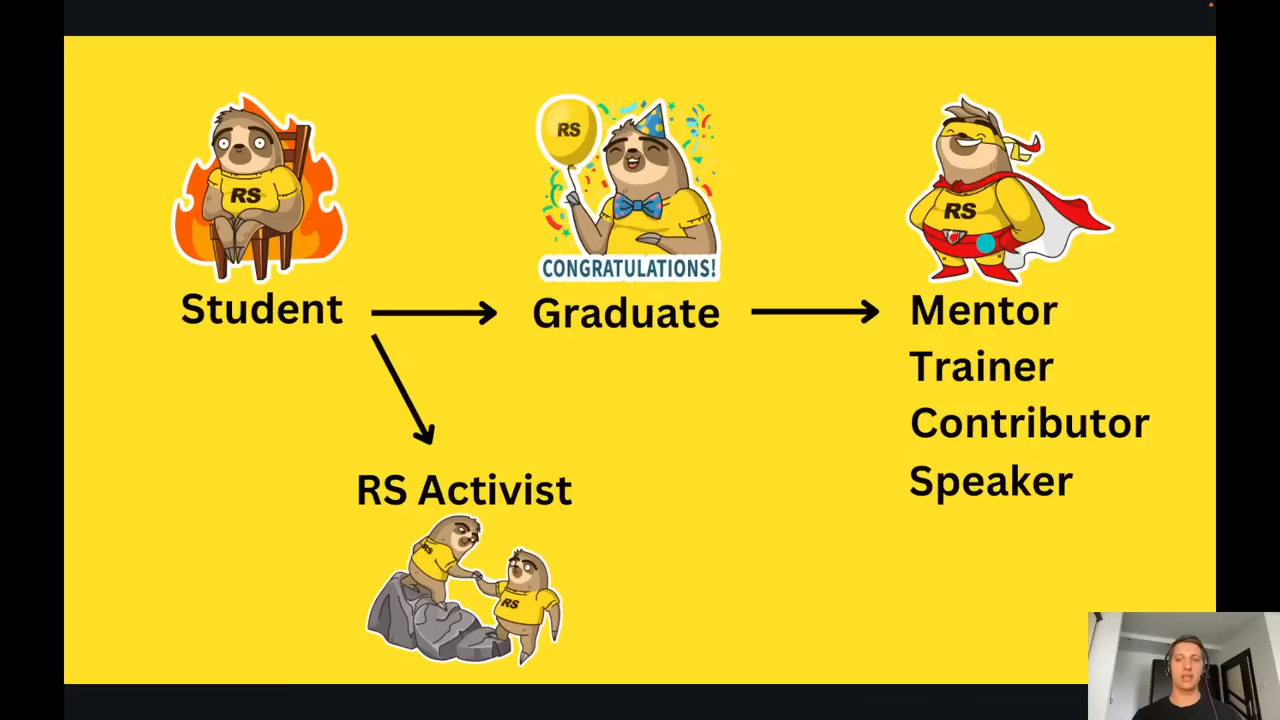 RS
RS
CONGRATULATIONS!
RS
Student
Graduate
Mentor
Trainer
Contributor
Speaker
RS Activist
RS
RS